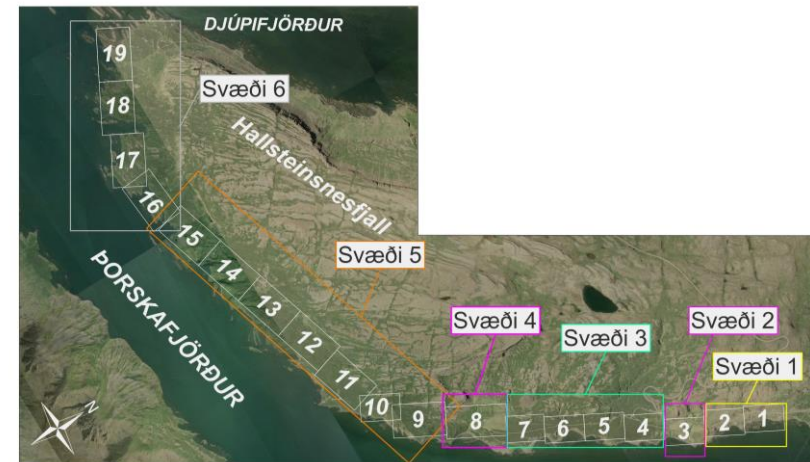 DJÚPIFJÖRÐUR
19
Svæði 6
18
Hallsteinsnesfjall
17
16
15
Svæði 5
14
ÞORSKAFJÖRÐUR
13
12
11
10
9
Svæði 4
8
Svæði 3
7
6
5
4
Svæði 2
3
Svæði 1
2
1
N